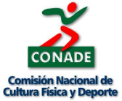 CONADE
Comisión Nacional de
Cultura Física y Deporte